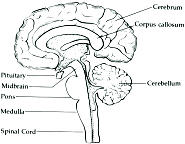 Cerebrum
Corpus callosum
Pituitary
Midbrain
Pons
Cerebellum
Medulla
Spinal Cord